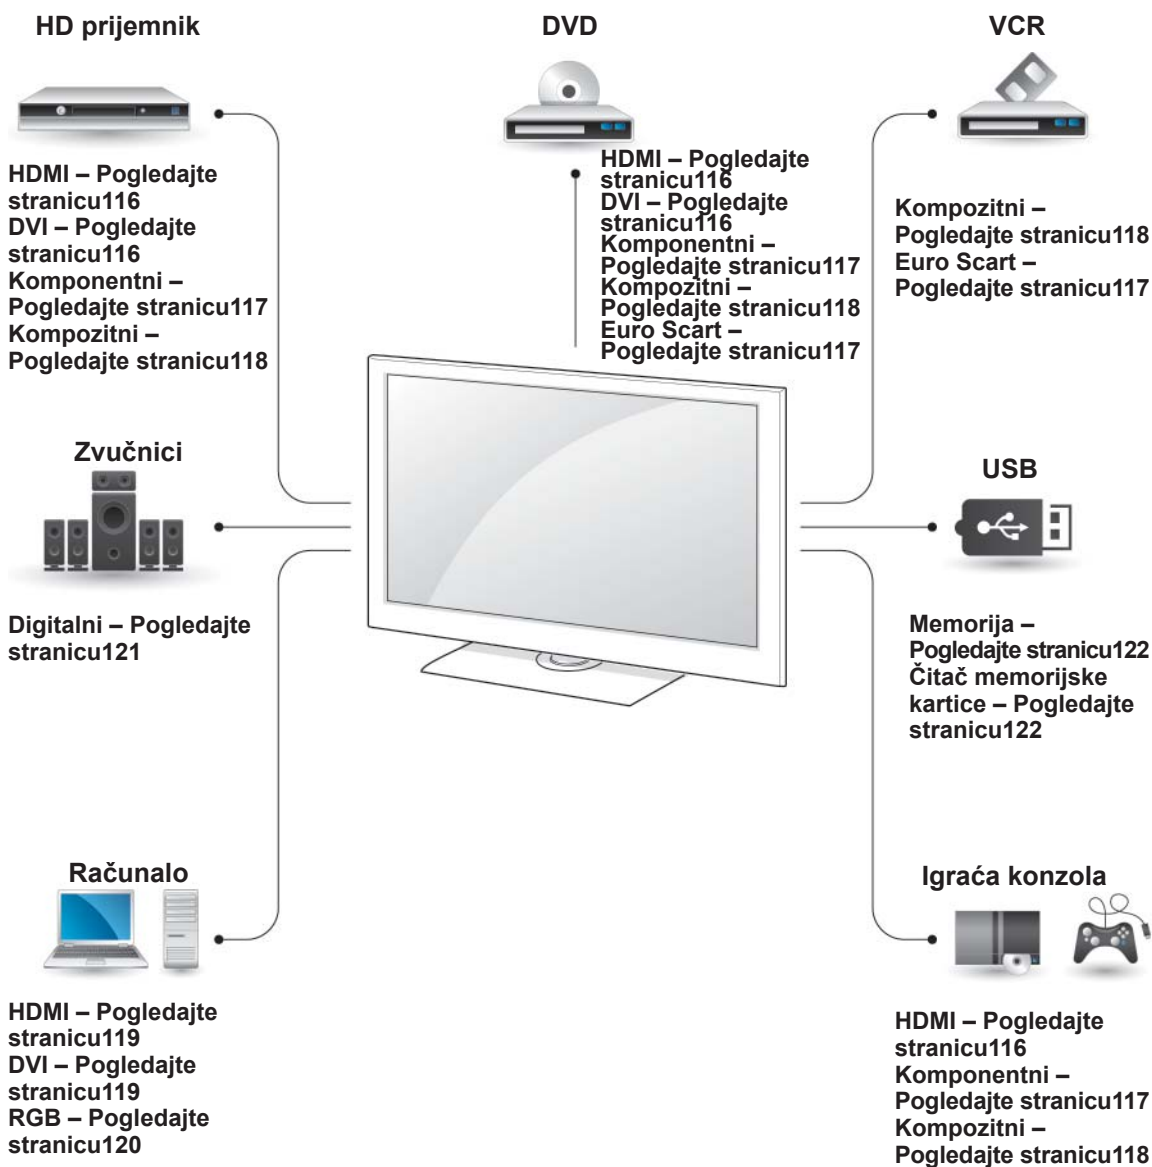 HD prijemnik
HDMI – Pogledajte
stranicu116
DVI – Pogledajte
stranicu116
Komponentni –
Pogledajte stranicu117
Kompozitni –
Pogledajte stranicu118
DVD
HDMI – Pogledajte
stranicu116
DVI – Pogledajte
stranicu116
Komponentni –
Pogledajte stranicu117
Kompozitni –
Pogledajte stranicu118
Euro Scart –
Pogledajte stranicu117
VCR
Kompozitni –
Pogledajte stranicu118
Euro Scart –
Pogledajte stranicu117
Zvučnici
Digitalni – Pogledajte
stranicu121
USB
Memorija –
Pogledajte stranicu122
Čitač memorijske
kartice – Pogledajte
stranicu122
Računalo
HDMI – Pogledajte
stranicu119
DVI – Pogledajte
stranicu119
RGB – Pogledajte
stranicu120
Igraća konzola
HDMI – Pogledajte
stranicu116
Komponentni –
Pogledajte stranicu117
Kompozitni –
Pogledajte stranicu118